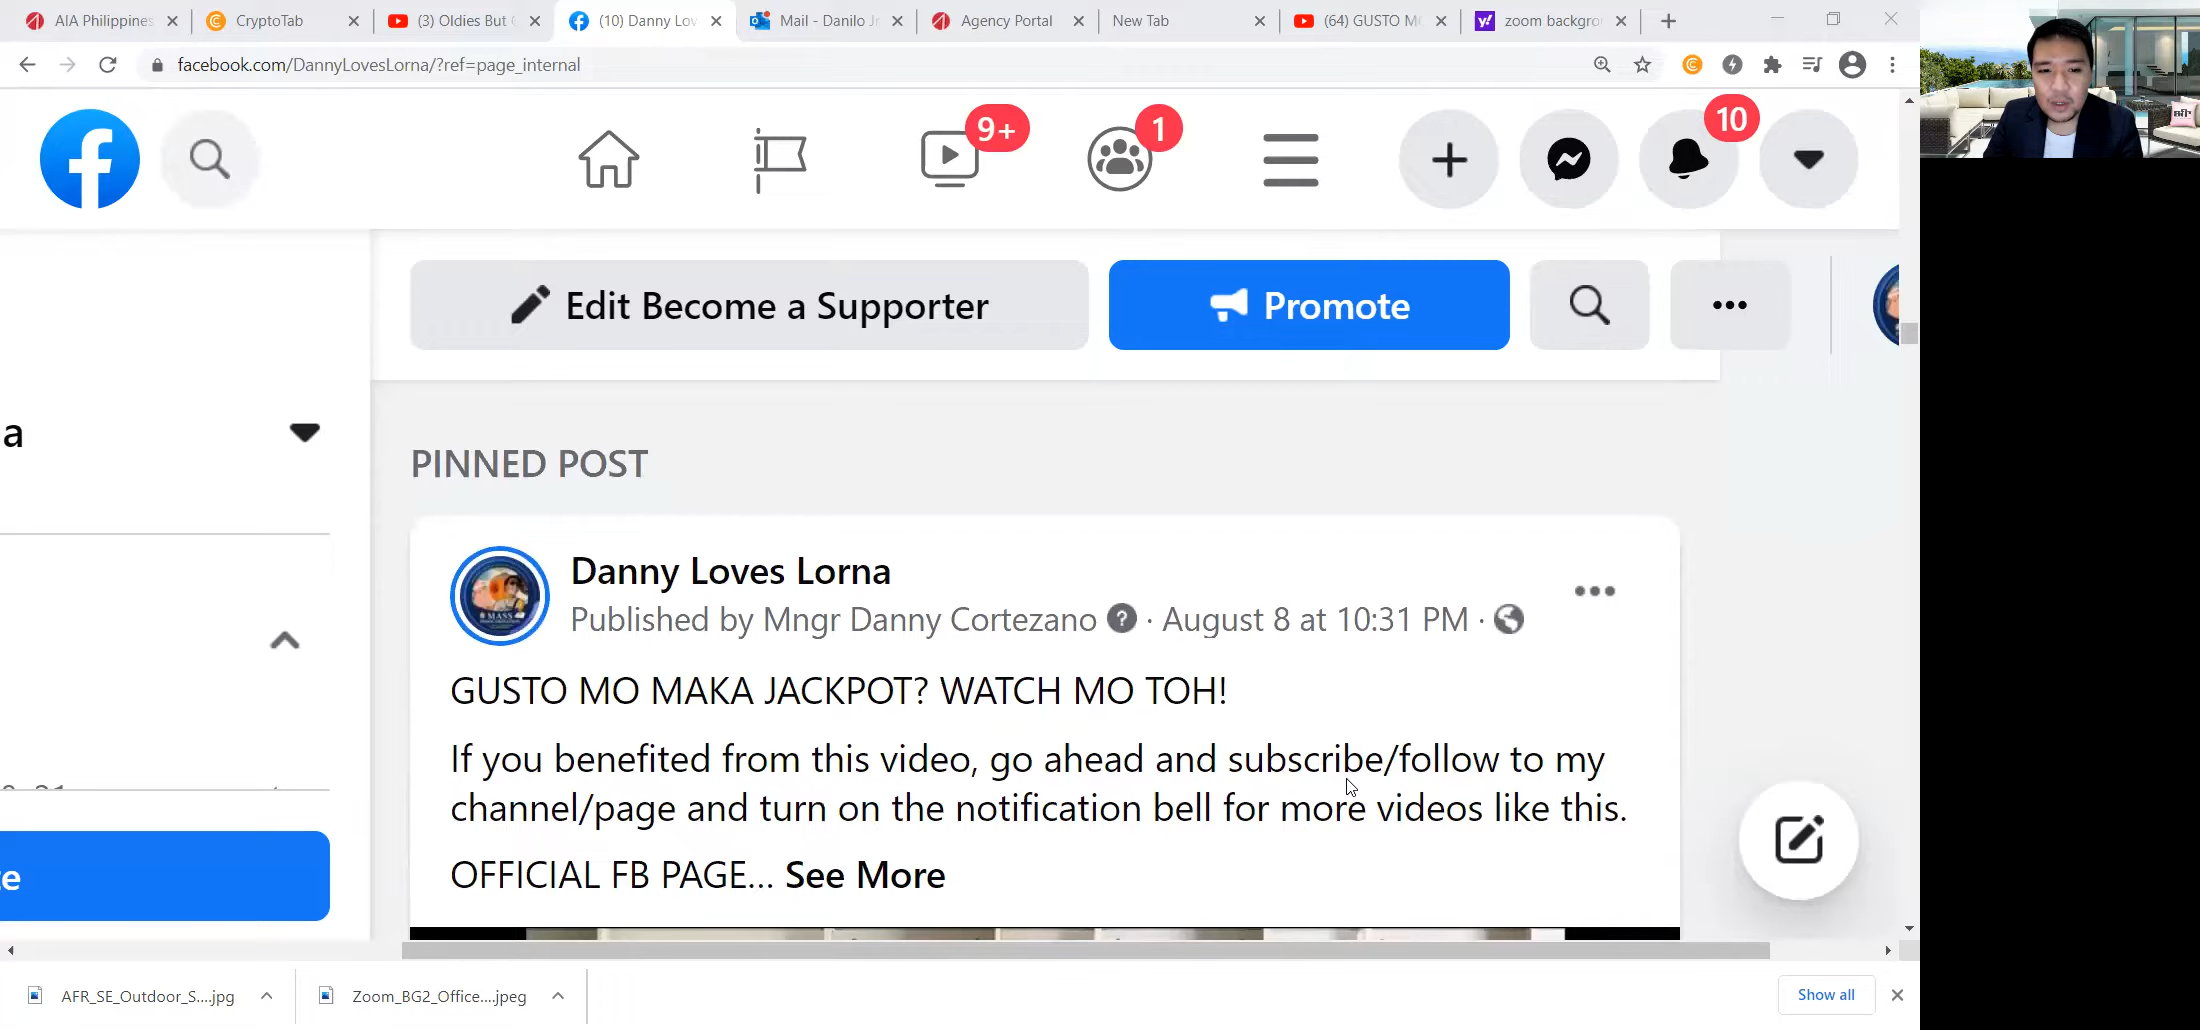 AIA Philippines
CryptoTab
(3) Oldies But
(10) Danny Lov
Mail - Danilo Jr
Agency Portal
New Tab
(64) GUSTO M
zoom backgro
facebook.com/DannyLovesLorna/?ref=page_internal
9+
1
10
Edit Become a Supporter
Promote
a
PINNED POST
Danny Loves Lorna
Published by Mngr Danny Cortezano · August 8 at 10:31 PM ·
GUSTO MO MAKA JACKPOT? WATCH MO TOH!
If you benefited from this video, go ahead and subscribe/follow to my
channel/page and turn on the notification bell for more videos like this.
OFFICIAL FB PAGE... See More
e
AFR_SE_Outdoor_S....jpg
Zoom_BG2_Office....jpeg
Show all